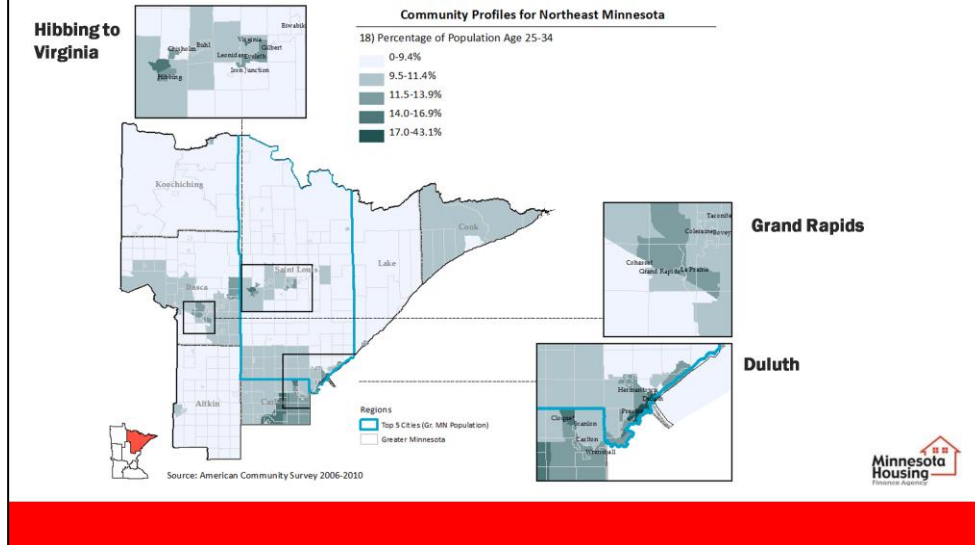 Hibbing to
Virginia
Biwabik
Chisholm
Buhl
Virginia
Gilbert
Leonidas
Eveleth
Iron Junction
Hibbing
Community Profiles for Northeast Minnesota
18) Percentage of Population Age 25-34
0-9.4%
9.5-11.4%
11.5-13.9%
14.0-16.9%
17.0-43.1%
Koochiching
Cook
Lake
Saint Louis
Itasca
Aitkin
Taconite
Coleraine
Bovey
Cohasset
Grand Rapids
La Prairie
Grand Rapids
Hermantown
Duluth
Proctor
Cloquet
Scanlon
Carlton
Wrenshall
Duluth
Regions
Top 5 Cities (Gr. MN Population)
Greater Minnesota
Source: American Community Survey 2006-2010
Minnesota
Housing
Finance Agency